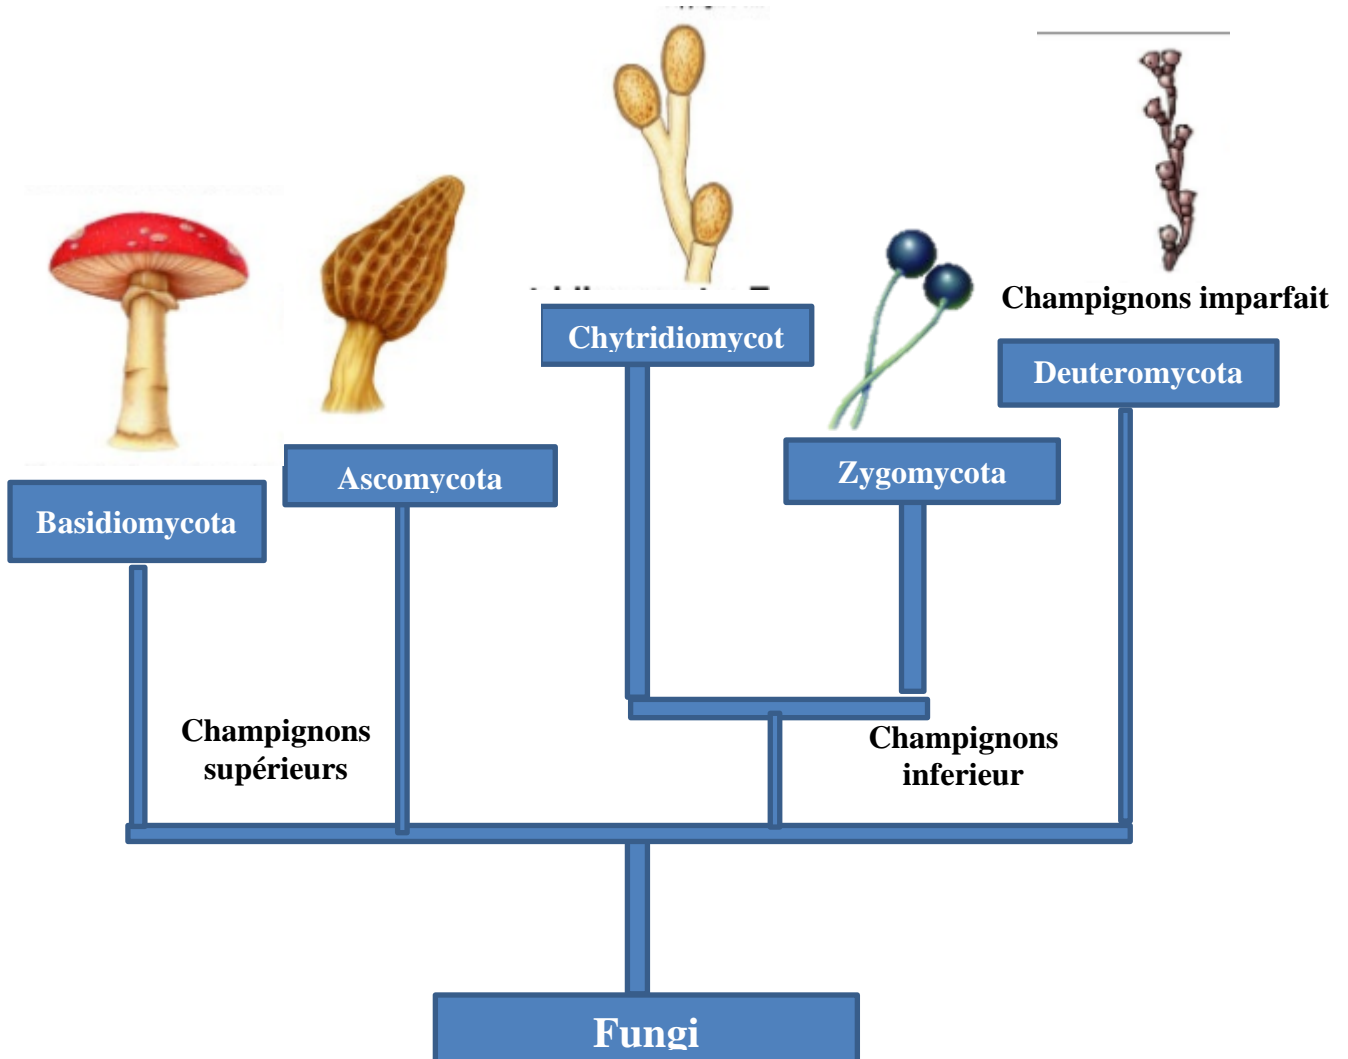 Champignons imparfait
Chytridiomycot
Deuteromycota
Ascomycota
Zygomycota
Basidiomycota
Champignons
supérieurs
Champignons
inferieur
Fungi